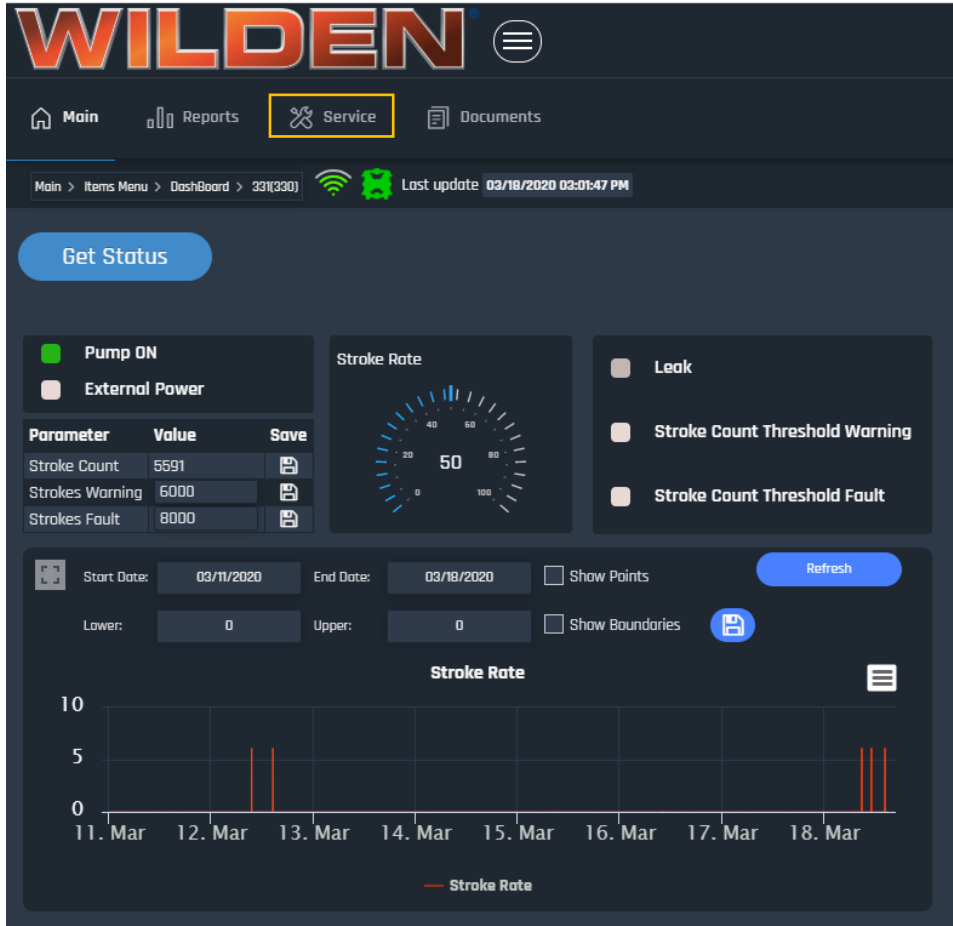 WILDEN®
Main Reports Service Documents
Main > Items Menu > DashBoard > 331(330) Last update 03/18/2020 03:01:47 PM
Get Status
Pump ON
External Power
Parameter Value Save
Stroke Count 5591
Strokes Warning 6000
Strokes Fault 8000
Stroke Rate
40 60
20 50 80
0 100
Leak
Stroke Count Threshold Warning
Stroke Count Threshold Fault
Start Date: 03/11/2020 End Date: 03/18/2020 Show Points Refresh
Lower: 0 Upper: 0 Show Boundaries
Stroke Rate
10
5
0
11. Mar 12. Mar 13. Mar 14. Mar 15. Mar 16. Mar 17. Mar 18. Mar
Stroke Rate